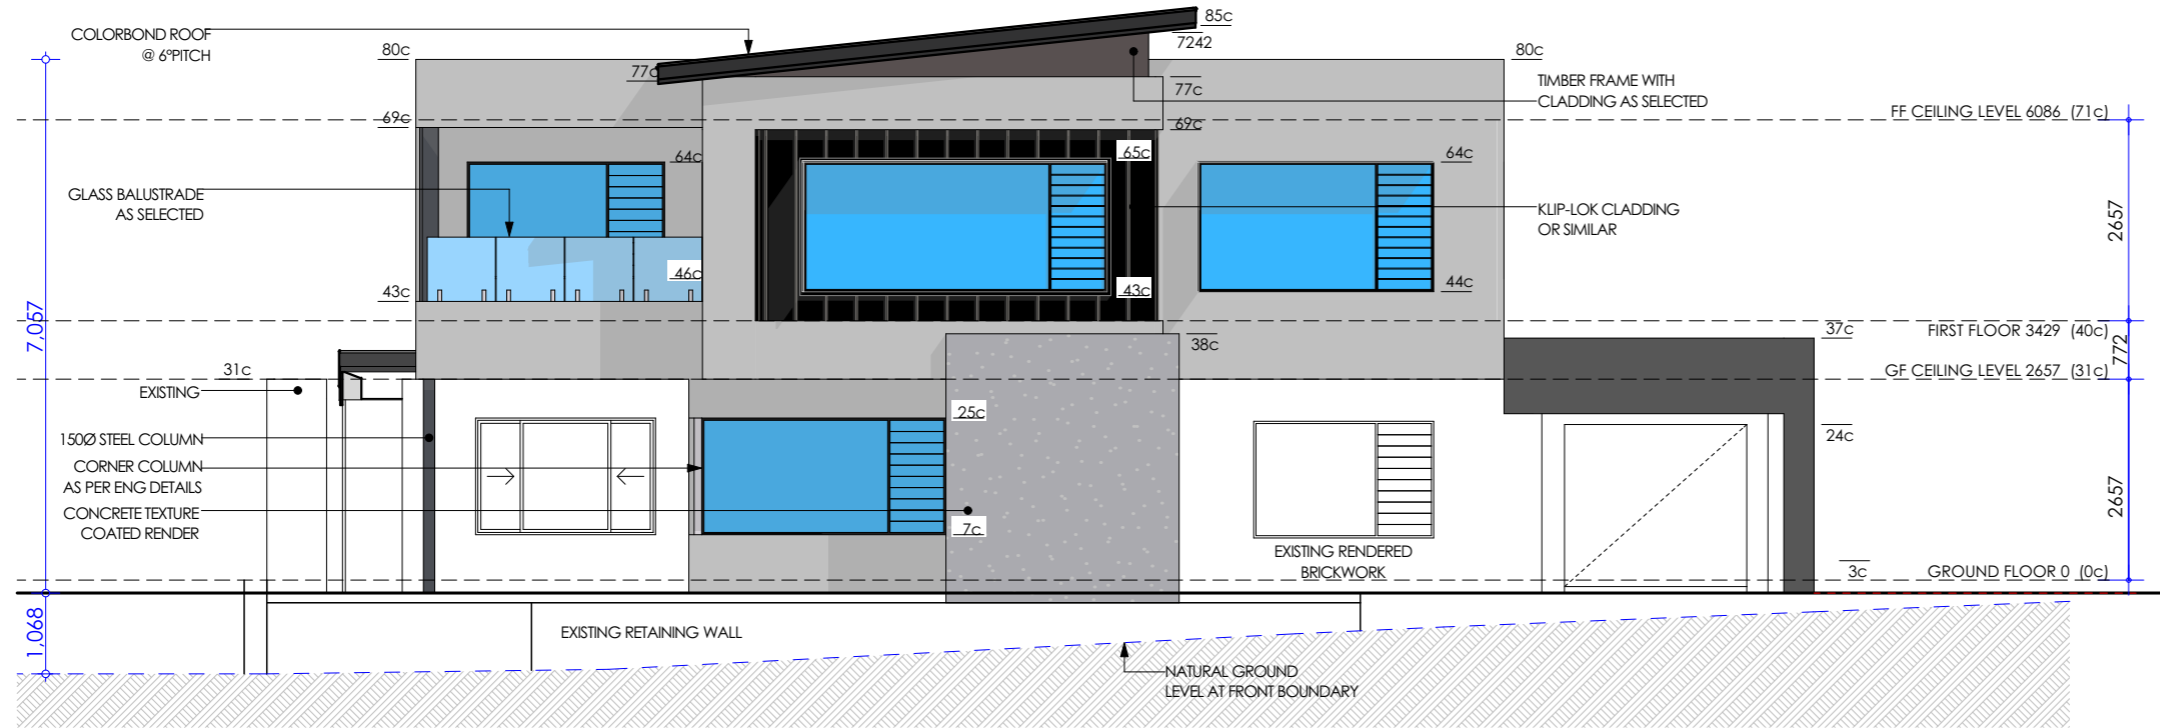 COLORBOND ROOF
@ 6°PITCH
80c
77c
85c
7242
80c
TIMBER FRAME WITH
CLADDING AS SELECTED
77c
69c
69c
FF CEILING LEVEL 6086 (71c)
64c
65c
64c
GLASS BALUSTRADE
AS SELECTED
KLIP-LOK CLADDING
OR SIMILAR
2657
46c
43c
43c
44c
7,057
FIRST FLOOR 3429 (40c)
37c
38c
772
31c
GF CEILING LEVEL 2657 (31c)
EXISTING
25c
150Ø STEEL COLUMN
24c
CORNER COLUMN
AS PER ENG DETAILS
2657
CONCRETE TEXTURE
COATED RENDER
7c
EXISTING RENDERED
BRICKWORK
3c
GROUND FLOOR 0 (0c)
1,068
EXISTING RETAINING WALL
NATURAL GROUND
LEVEL AT FRONT BOUNDARY